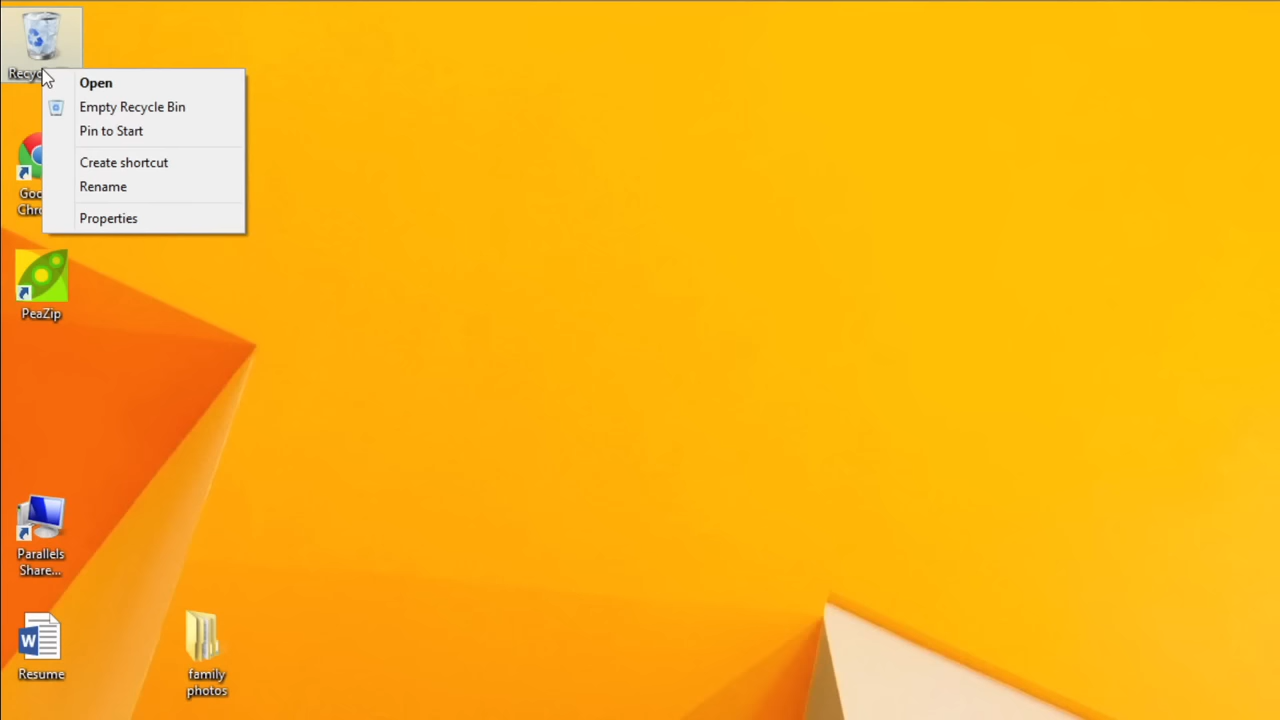 Open
Empty Recycle Bin
Pin to Start
Create shortcut
Rename
Properties
PeaZip
Parallels
Share...
Resume
family
photos